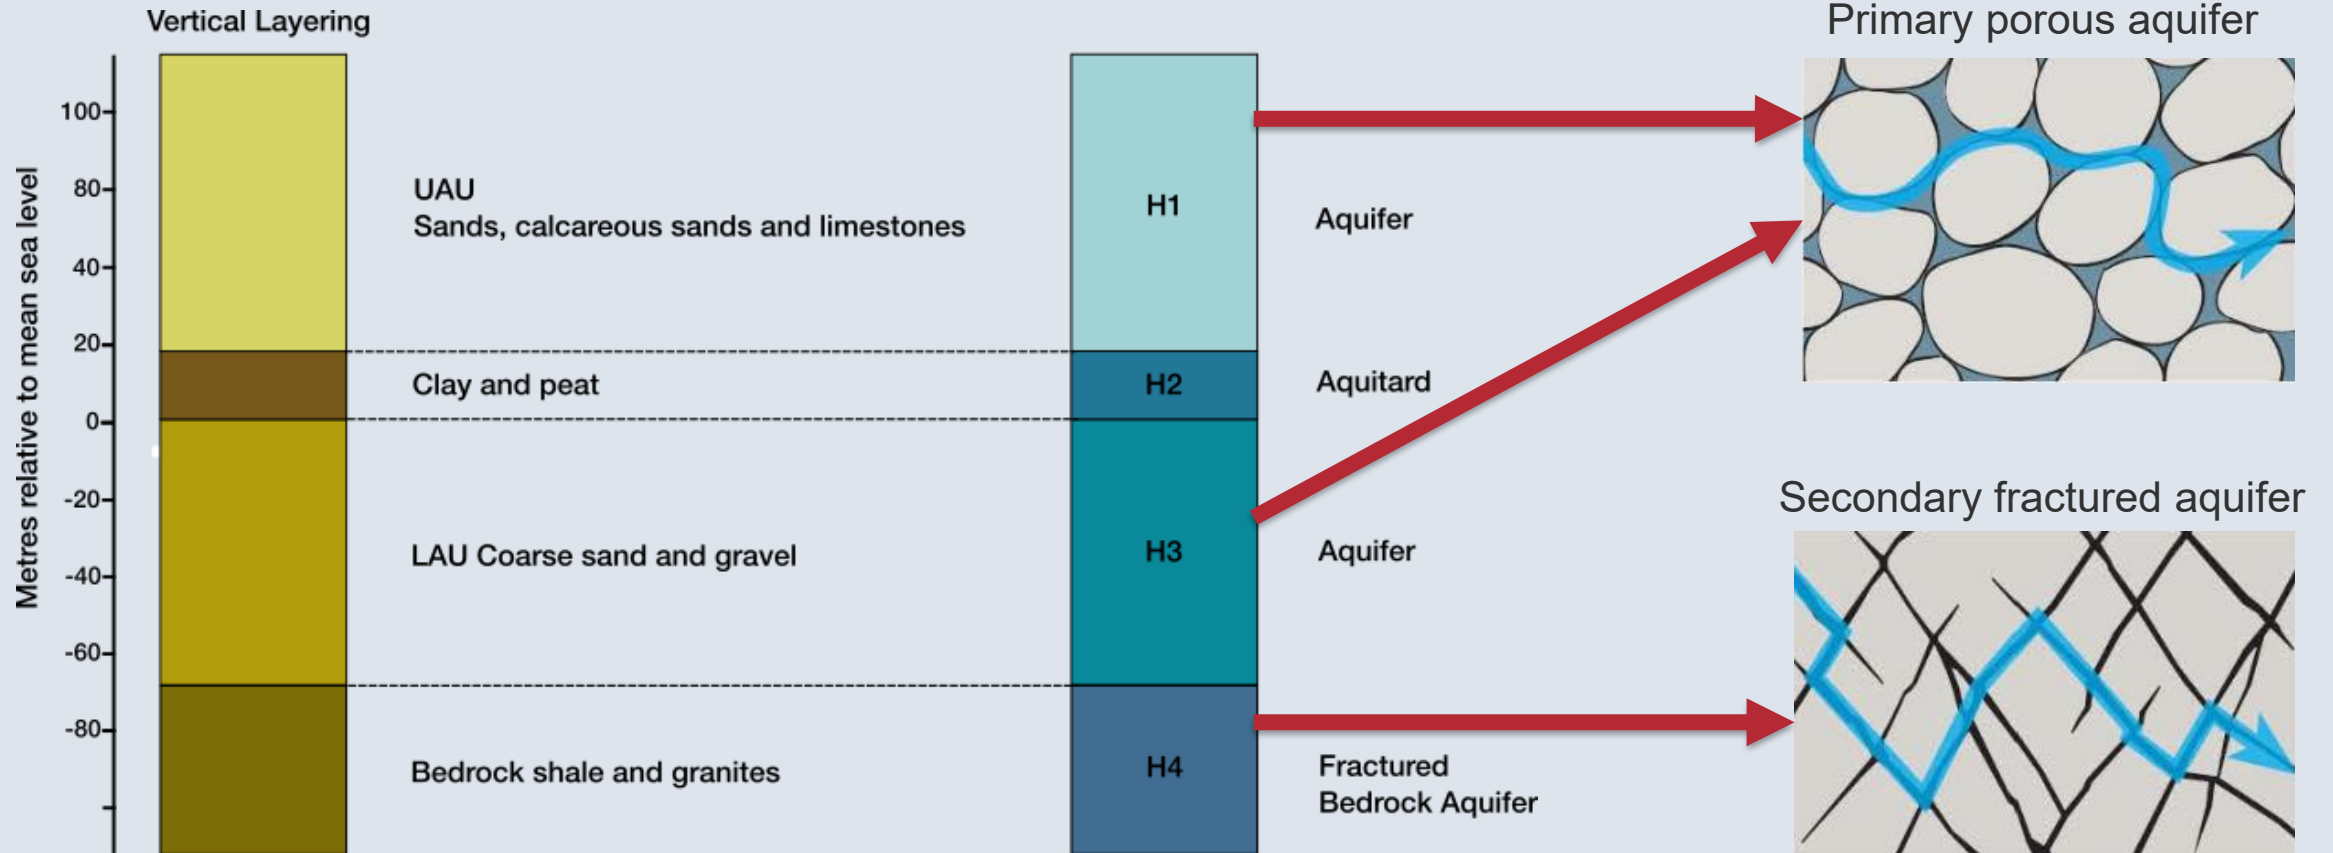 Vertical Layering
Primary porous aquifer
Metres relative to mean sea level
100
80
40
20
0
-20
-40
-60
-80
UAU
Sands, calcareous sands and limestones
H1
Aquifer
Clay and peat
H2
Aquitard
LAU Coarse sand and gravel
H3
Aquifer
Secondary fractured aquifer
Bedrock shale and granites
H4
Fractured
Bedrock Aquifer